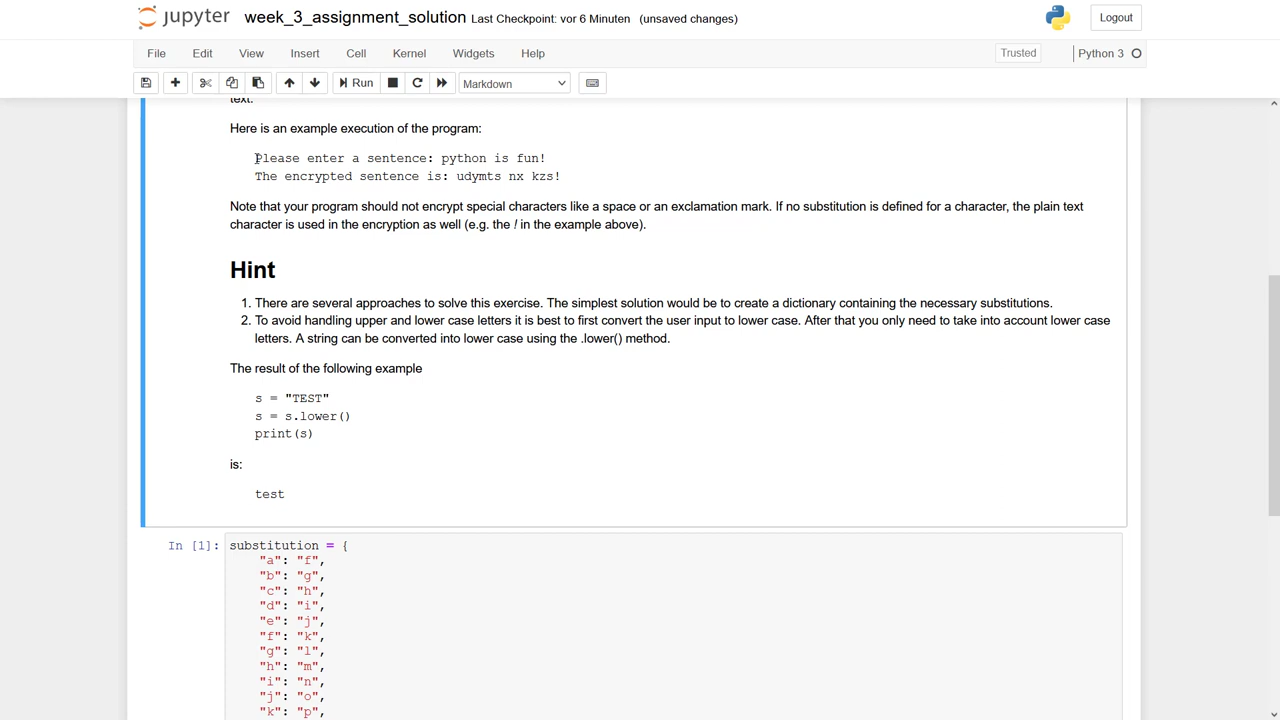 jupyter week_3_assignment_solution Last Checkpoint: vor 6 Minuten (unsaved changes) Logout
File Edit View Insert Cell Kernel Widgets Help Trusted Python 3
Run Markdown
text.
Here is an example execution of the program:
Please enter a sentence: python is fun!
The encrypted sentence is: udymts nx kzs!
Note that your program should not encrypt special characters like a space or an exclamation mark. If no substitution is defined for a character, the plain text
character is used in the encryption as well (e.g. the ! in the example above).
Hint
1. There are several approaches to solve this exercise. The simplest solution would be to create a dictionary containing the necessary substitutions.
2. To avoid handling upper and lower case letters it is best to first convert the user input to lower case. After that you only need to take into account lower case
letters. A string can be converted into lower case using the .lower() method.
The result of the following example
s = "TEST"
s = s.lower()
print(s)
is:
test
In [1]: substitution = {
"a": "f",
"b": "g",
"c": "h",
"d": "i",
"e": "j",
"f": "k",
"g": "l",
"h": "m",
"i": "n",
"j": "o",
"k": "p",